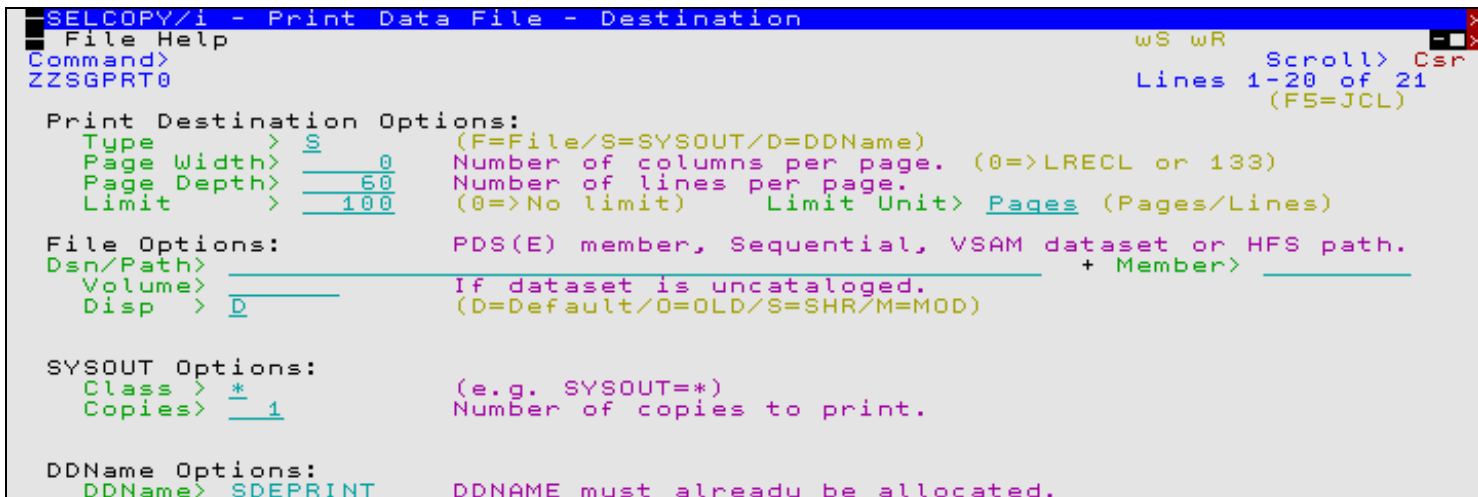 SELCOPY/i - Print Data File - Destination
File Help wS wR
Command> Scroll> Csr
ZZSGPRT0 Lines 1-20 of 21
(F5=JCL)
Print Destination Options:
Type > S (F=File/S=SYSOUT/D=DDName)
Page Width> 0 Number of columns per page. (0=>LRECL or 133)
Page Depth> 60 Number of lines per page.
Limit > 100 (0=>No limit) Limit Unit> Pages (Pages/Lines)
File Options: PDS(E) member, Sequential, VSAM dataset or HFS path.
Dsn/Path> + Member>
Volume> If dataset is uncataloged.
Disp > D (D=Default/O=OLD/S=SHR/M=MOD)
SYSOUT Options:
Class > * (e.g. SYSOUT=*)
Copies> 1 Number of copies to print.
DDName Options:
DDName> SDEPRINT DDNAME must already be allocated.